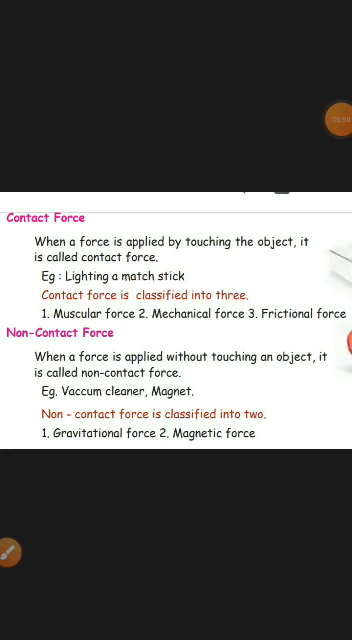 06:59
Contact Force
When a force is applied by touching the object, it
is called contact force.
Eg : Lighting a match stick
Contact force is classified into three.
1. Muscular force 2. Mechanical force 3. Frictional force
Non-Contact Force
When a force is applied without touching an object, it
is called non-contact force.
Eg. Vaccum cleaner, Magnet.
Non - contact force is classified into two.
1. Gravitational force 2. Magnetic force